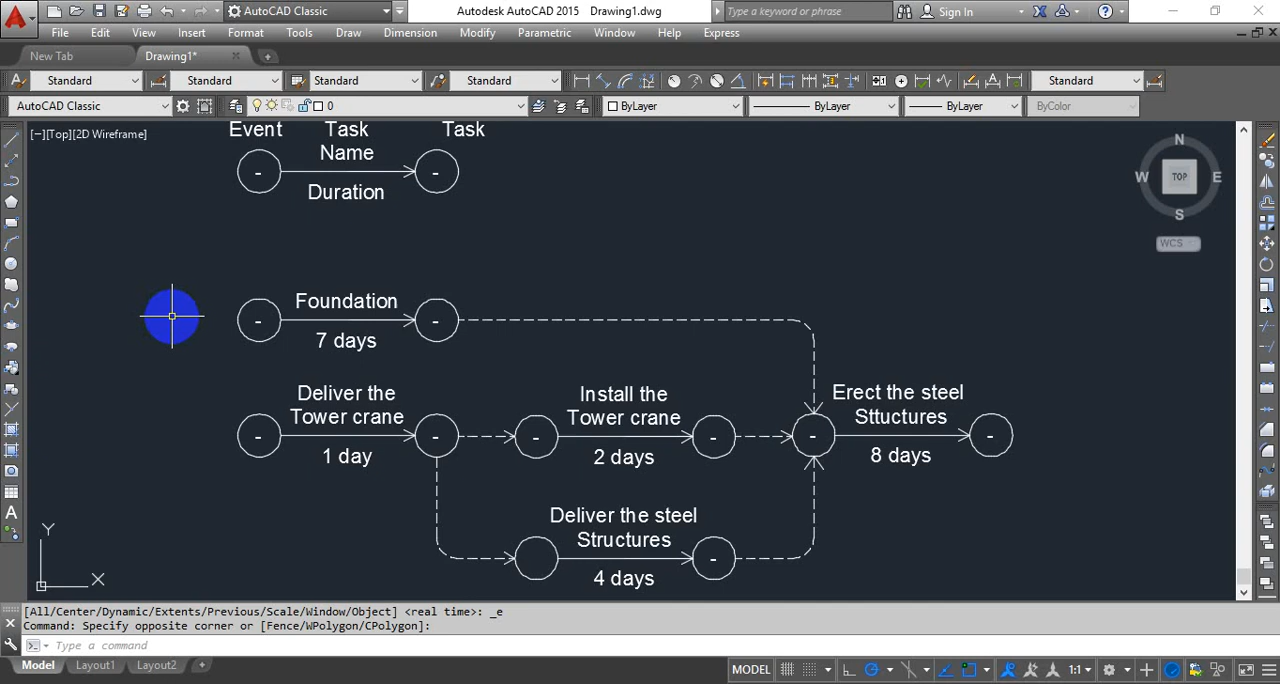 AutoCAD Classic
Autodesk AutoCAD 2015 Drawing1.dwg
Type a keyword or phrase
Sign In
File Edit View Insert Format Tools Draw Dimension Modify Parametric Window Help Express
New Tab
Drawing1*
Standard Standard Standard Standard Standard
AutoCAD Classic
0
ByLayer ByLayer ByLayer ByColor
[−][Top][2D Wireframe]
Event Task Task
Name
- -
Duration
N
W TOP E
S
WCS
Foundation
- -
7 days
Deliver the
Tower crane
- -
1 day
Install the
Tower crane
- -
2 days
Erect the steel
Sttuctures
- -
8 days
Deliver the steel
Structures
-
4 days
Y
X
[All/Center/Dynamic/Extents/Previous/Scale/Window/Object] <real time>: _e
Command: Specify opposite corner or [Fence/WPolygon/CPolygon]:
Type a command
Model Layout1 Layout2
MODEL
1:1